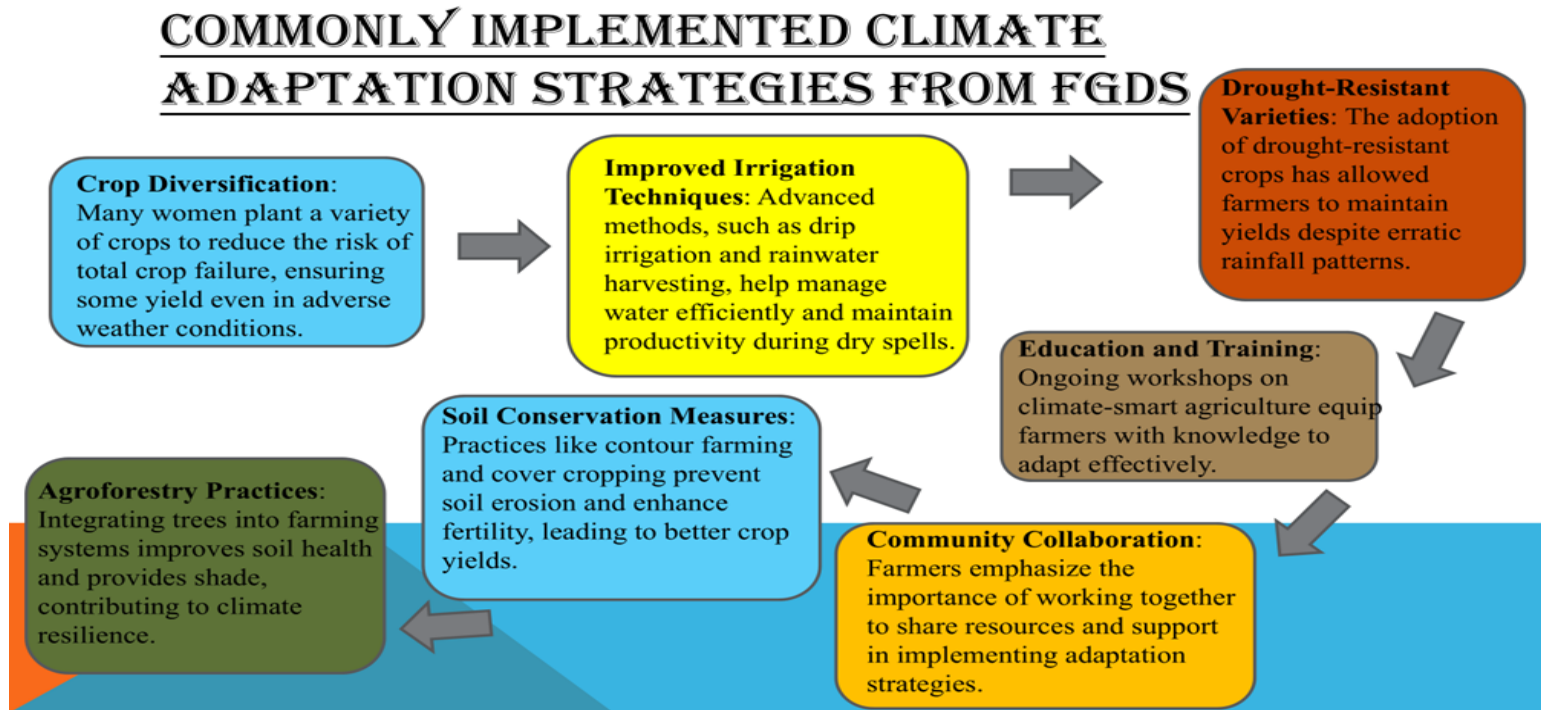 COMMONLY IMPLEMENTED CLIMATE
ADAPTATION STRATEGIES FROM FGDS
Crop Diversification:
Many women plant a variety
of crops to reduce the risk of
total crop failure, ensuring
some yield even in adverse
weather conditions.
Improved Irrigation
Techniques: Advanced
methods, such as drip
irrigation and rainwater
harvesting, help manage
water efficiently and maintain
productivity during dry spells.
Drought-Resistant
Varieties: The adoption
of drought-resistant
crops has allowed
farmers to maintain
yields despite erratic
rainfall patterns.
Education and Training:
Ongoing workshops on
climate-smart agriculture equip
farmers with knowledge to
adapt effectively.
Community Collaboration:
Farmers emphasize the
importance of working together
to share resources and support
in implementing adaptation
strategies.
Soil Conservation Measures:
Practices like contour farming
and cover cropping prevent
soil erosion and enhance
fertility, leading to better crop
yields.
Agroforestry Practices:
Integrating trees into farming
systems improves soil health
and provides shade,
contributing to climate
resilience.